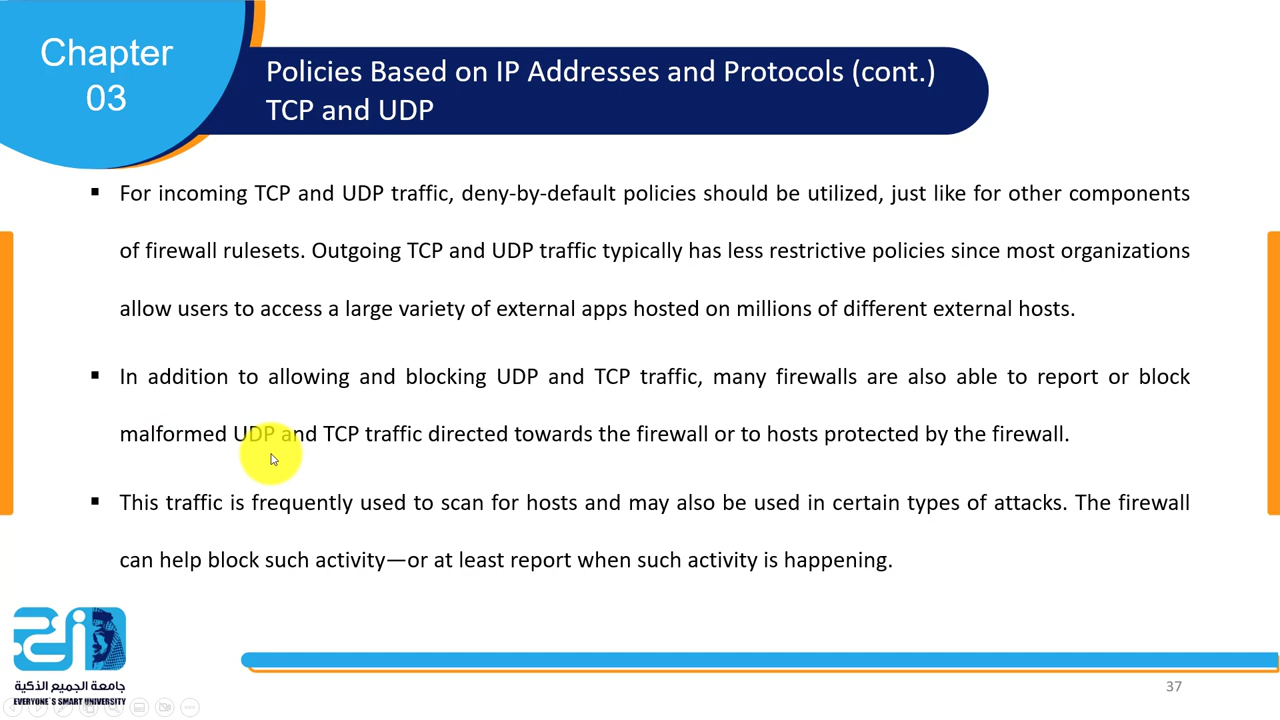 Chapter
03
Policies Based on IP Addresses and Protocols (cont.)
TCP and UDP
▪ For incoming TCP and UDP traffic, deny-by-default policies should be utilized, just like for other components
of firewall rulesets. Outgoing TCP and UDP traffic typically has less restrictive policies since most organizations
allow users to access a large variety of external apps hosted on millions of different external hosts.
▪ In addition to allowing and blocking UDP and TCP traffic, many firewalls are also able to report or block
malformed UDP and TCP traffic directed towards the firewall or to hosts protected by the firewall.
▪ This traffic is frequently used to scan for hosts and may also be used in certain types of attacks. The firewall
can help block such activity—or at least report when such activity is happening.
جامعة الجميع الذكية
EVERYONE`S SMART UNIVERSITY
37